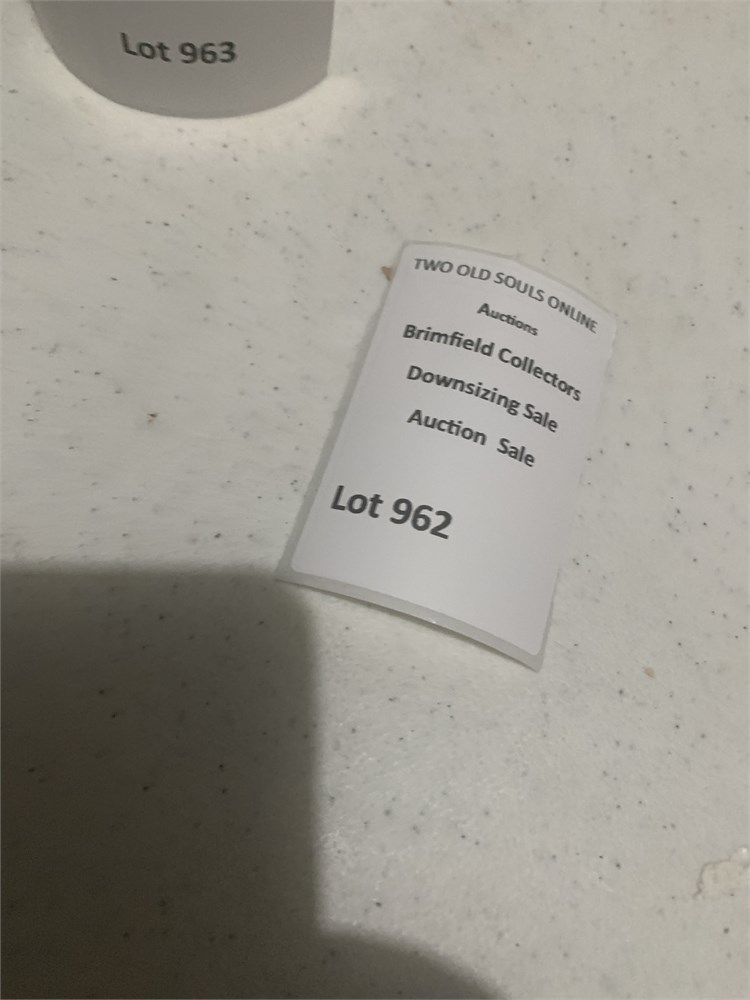 Lot 963
TWO OLD SOULS ONLINE
Auctions
Brimfield Collectors
Downsizing Sale
Auction Sale
Lot 962